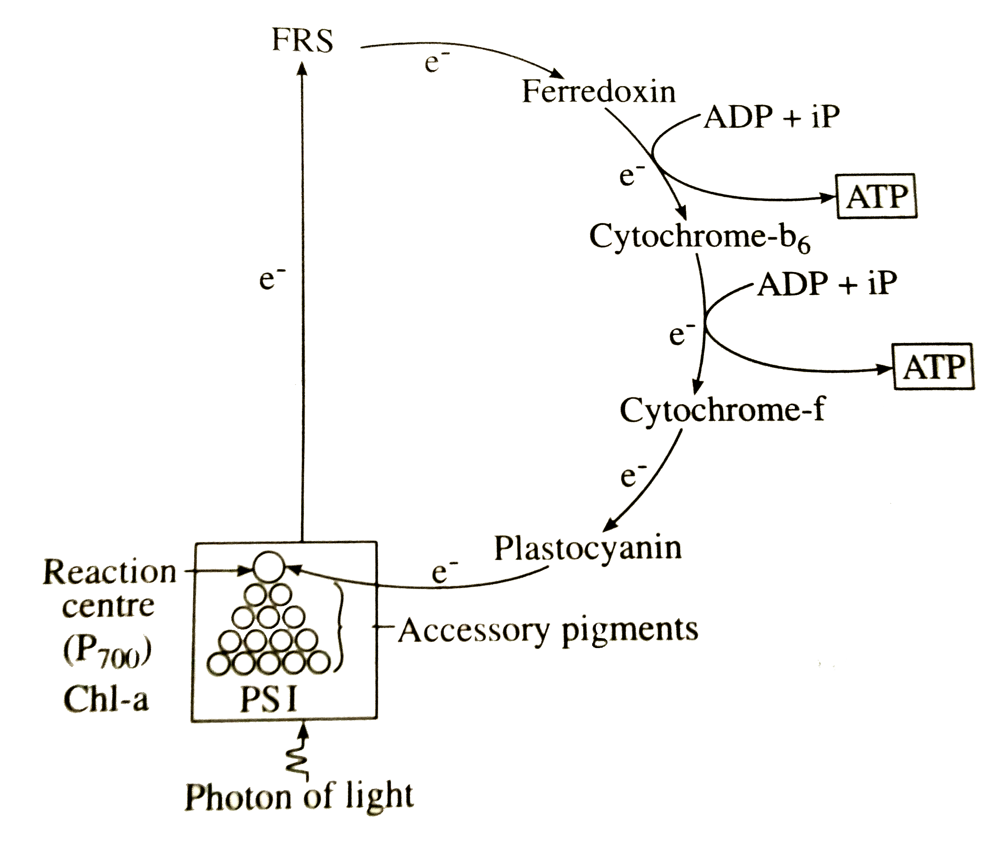 FRS
e⁻
Ferredoxin
ADP + iP
e⁻
ATP
Cytochrome-b₆
e⁻
ADP + iP
e⁻
ATP
Cytochrome-f
e⁻
Plastocyanin
Reaction
centre
(P₇₀₀)
Chl-a
e⁻
Accessory pigments
PS I
Photon of light